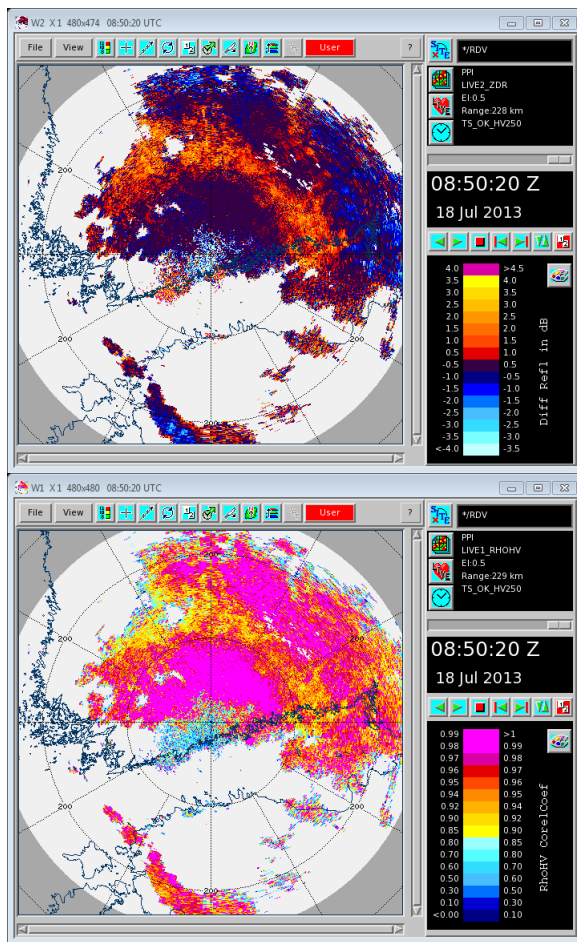 W2 X 1 480x474 08:50:20 UTC
File View User ?
*/RDV
PPI
LIVE2_ZDR
El:0.5
Range:228 km
TS_OK_HV250
08:50:20 Z
18 Jul 2013
4.0 >4.5
3.5 4.0
3.0 3.5
2.5 3.0
2.0 2.5
1.5 2.0
1.0 1.5
0.5 1.0
-0.5 0.5
-1.0 -0.5
-1.5 -1.0
-2.0 -1.5
-2.5 -2.0
-3.0 -2.5
-3.5 -3.0
<-4.0 -3.5
Diff Refl in dB
200
200
200
200
W1 X 1 480x480 08:50:20 UTC
File View User ?
*/RDV
PPI
LIVE1_RHOHV
El:0.5
Range:229 km
TS_OK_HV250
08:50:20 Z
18 Jul 2013
0.99 >1
0.98 0.99
0.97 0.98
0.96 0.97
0.95 0.96
0.94 0.95
0.92 0.94
0.90 0.92
0.85 0.90
0.80 0.85
0.70 0.80
0.60 0.70
0.50 0.60
0.30 0.50
0.10 0.30
<0.00 0.10
RhoHV CorelCoef
200
200
200
200